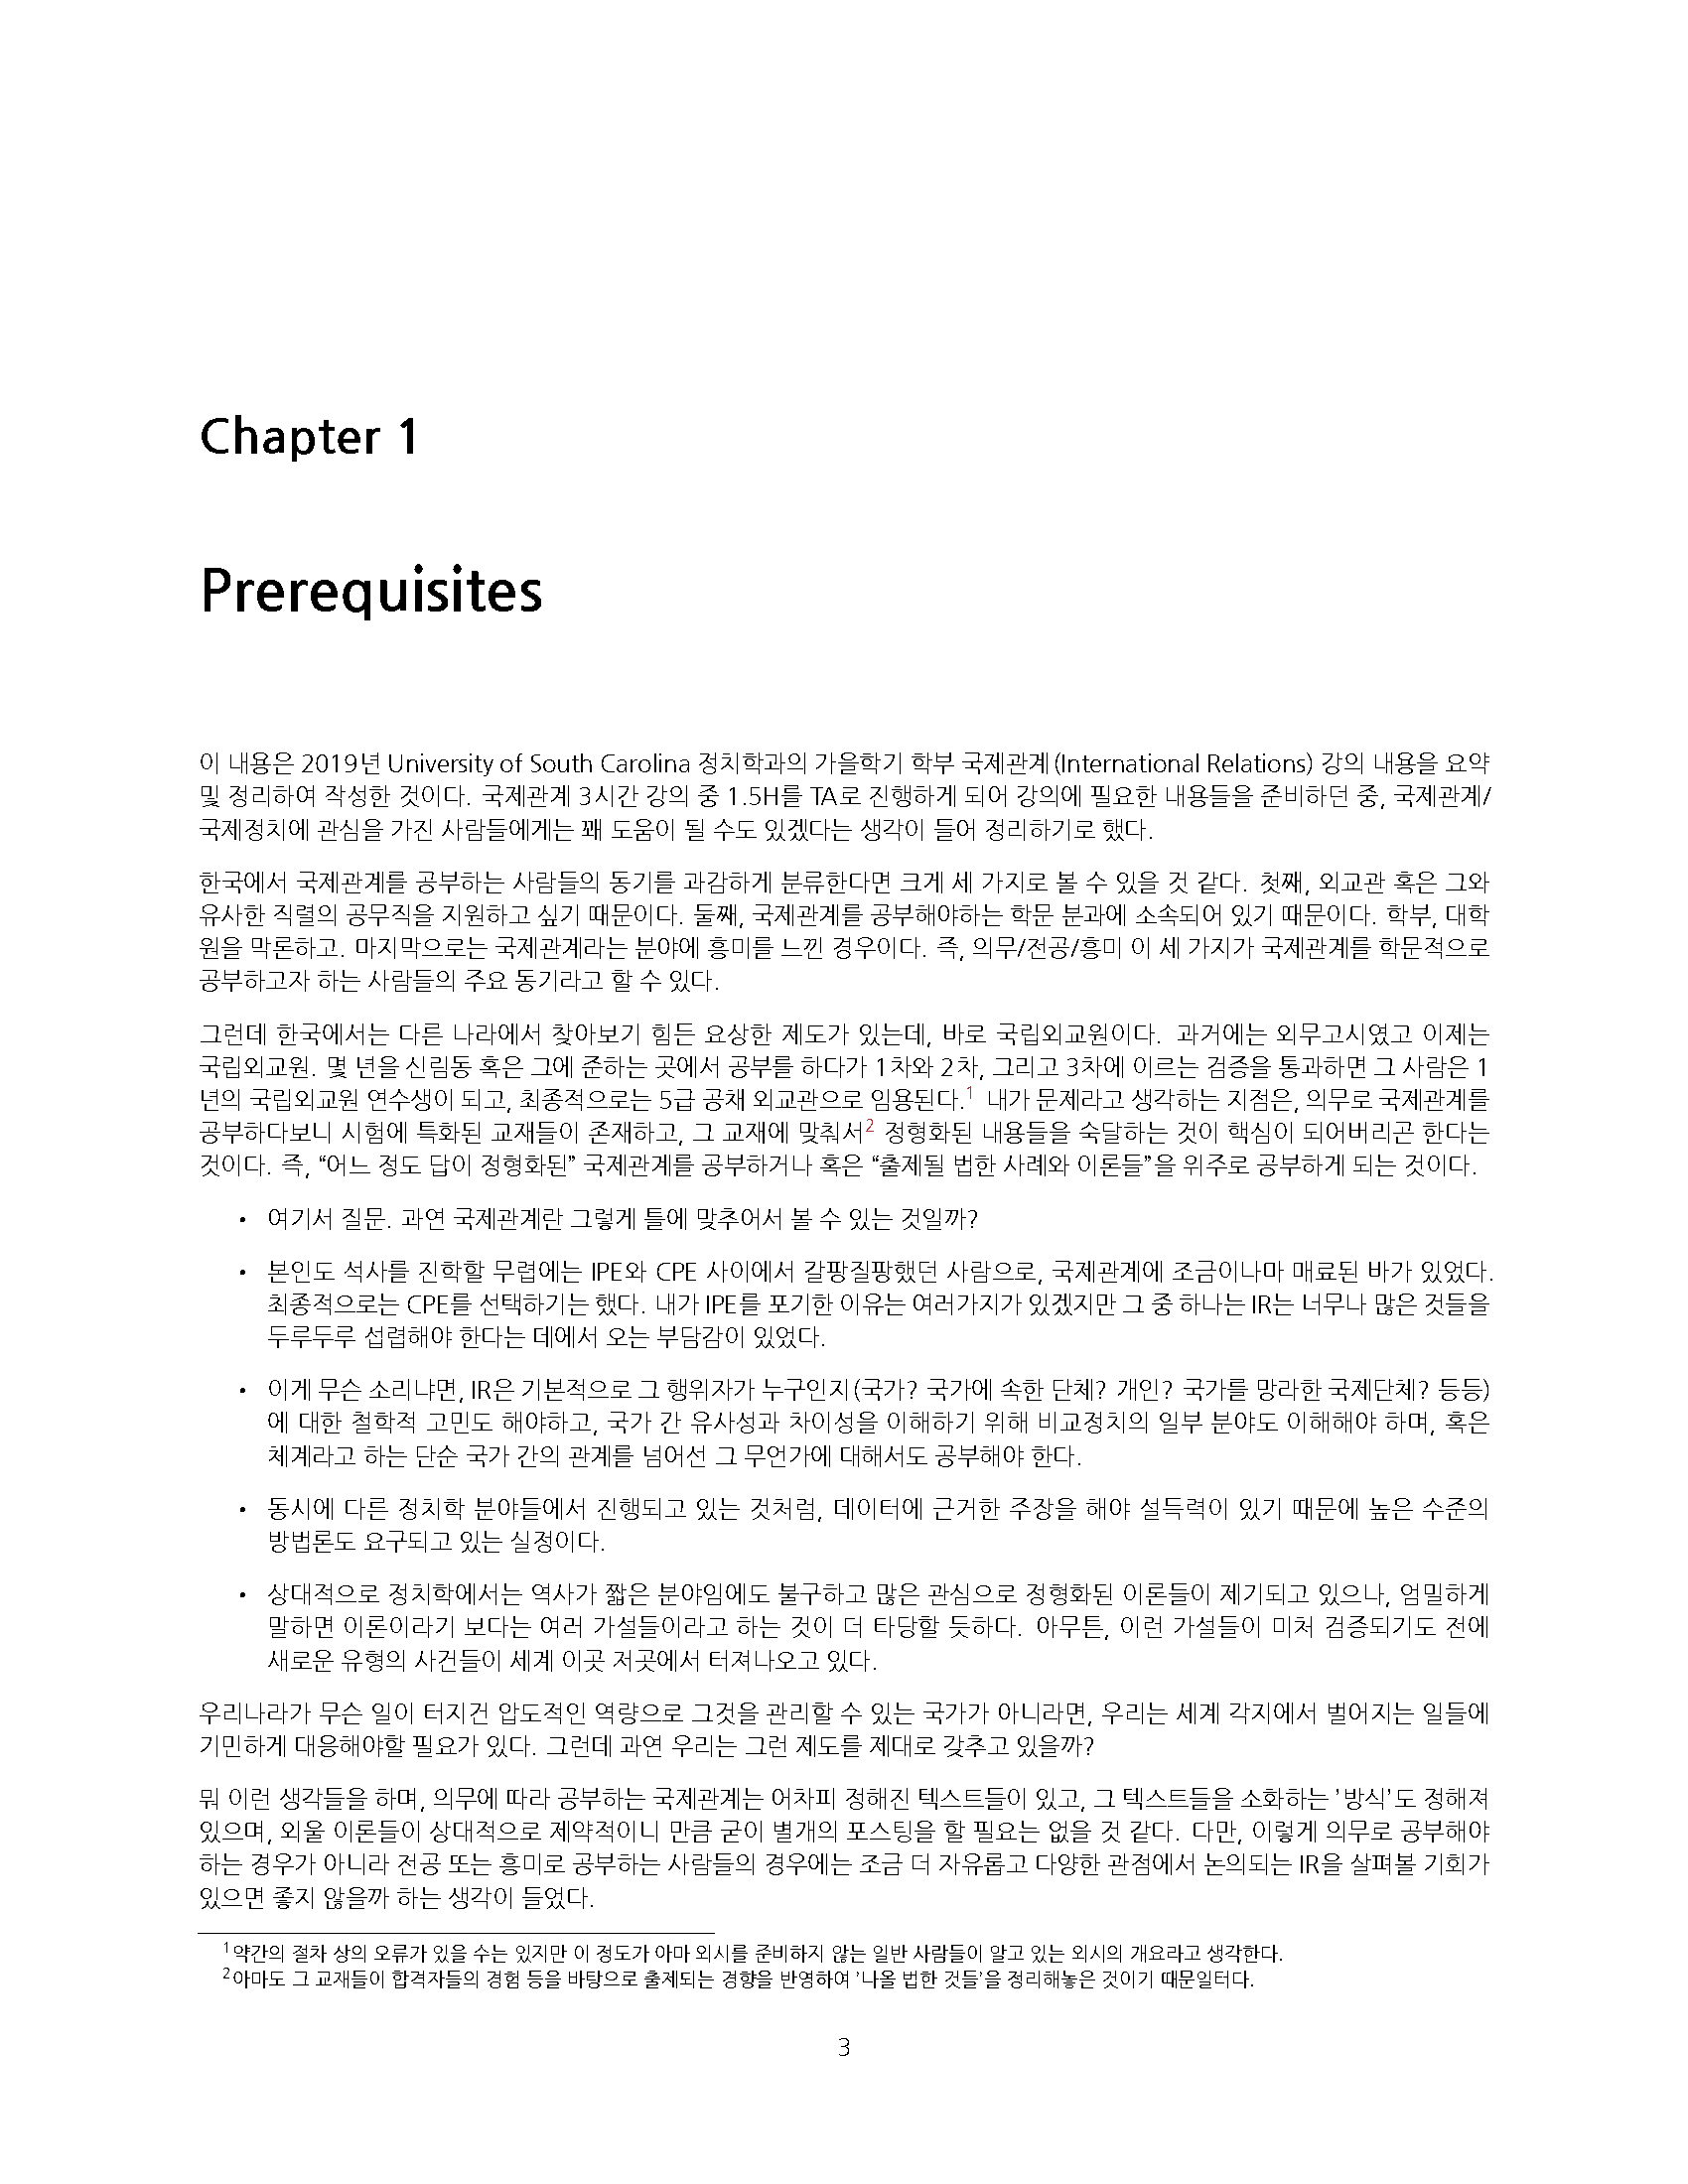 Chapter 1
Prerequisites
이 내용은 2019년 University of South Carolina 정치학과의 가을학기 학부 국제관계(International Relations) 강의 내용을 요약
및 정리하여 작성한 것이다. 국제관계 3시간 강의 중 1.5H를 TA로 진행하게 되어 강의에 필요한 내용들을 준비하던 중, 국제관계/
국제정치에 관심을 가진 사람들에게는 꽤 도움이 될 수도 있겠다는 생각이 들어 정리하기로 했다.
한국에서 국제관계를 공부하는 사람들의 동기를 과감하게 분류한다면 크게 세 가지로 볼 수 있을 것 같다. 첫째, 외교관 혹은 그와
유사한 직렬의 공무직을 지원하고 싶기 때문이다. 둘째, 국제관계를 공부해야하는 학문 분과에 소속되어 있기 때문이다. 학부, 대학
원을 막론하고. 마지막으로는 국제관계라는 분야에 흥미를 느낀 경우이다. 즉, 의무/전공/흥미 이 세 가지가 국제관계를 학문적으로
공부하고자 하는 사람들의 주요 동기라고 할 수 있다.
그런데 한국에서는 다른 나라에서 찾아보기 힘든 요상한 제도가 있는데, 바로 국립외교원이다. 과거에는 외무고시였고 이제는
국립외교원. 몇 년을 신림동 혹은 그에 준하는 곳에서 공부를 하다가 1차와 2차, 그리고 3차에 이르는 검증을 통과하면 그 사람은 1
년의 국립외교원 연수생이 되고, 최종적으로는 5급 공채 외교관으로 임용된다.1 내가 문제라고 생각하는 지점은, 의무로 국제관계를
공부하다보니 시험에 특화된 교재들이 존재하고, 그 교재에 맞춰서2 정형화된 내용들을 숙달하는 것이 핵심이 되어버리곤 한다는
것이다. 즉, “어느 정도 답이 정형화된” 국제관계를 공부하거나 혹은 “출제될 법한 사례와 이론들”을 위주로 공부하게 되는 것이다.
• 여기서 질문. 과연 국제관계란 그렇게 틀에 맞추어서 볼 수 있는 것일까?
• 본인도 석사를 진학할 무렵에는 IPE와 CPE 사이에서 갈팡질팡했던 사람으로, 국제관계에 조금이나마 매료된 바가 있었다.
최종적으로는 CPE를 선택하기는 했다. 내가 IPE를 포기한 이유는 여러가지가 있겠지만 그 중 하나는 IR는 너무나 많은 것들을
두루두루 섭렵해야 한다는 데에서 오는 부담감이 있었다.
• 이게 무슨 소리냐면, IR은 기본적으로 그 행위자가 누구인지(국가? 국가에 속한 단체? 개인? 국가를 망라한 국제단체? 등등)
에 대한 철학적 고민도 해야하고, 국가 간 유사성과 차이성을 이해하기 위해 비교정치의 일부 분야도 이해해야 하며, 혹은
체계라고 하는 단순 국가 간의 관계를 넘어선 그 무언가에 대해서도 공부해야 한다.
• 동시에 다른 정치학 분야들에서 진행되고 있는 것처럼, 데이터에 근거한 주장을 해야 설득력이 있기 때문에 높은 수준의
방법론도 요구되고 있는 실정이다.
• 상대적으로 정치학에서는 역사가 짧은 분야임에도 불구하고 많은 관심으로 정형화된 이론들이 제기되고 있으나, 엄밀하게
말하면 이론이라기 보다는 여러 가설들이라고 하는 것이 더 타당할 듯하다. 아무튼, 이런 가설들이 미처 검증되기도 전에
새로운 유형의 사건들이 세계 이곳 저곳에서 터져나오고 있다.
우리나라가 무슨 일이 터지건 압도적인 역량으로 그것을 관리할 수 있는 국가가 아니라면, 우리는 세계 각지에서 벌어지는 일들에
기민하게 대응해야할 필요가 있다. 그런데 과연 우리는 그런 제도를 제대로 갖추고 있을까?
뭐 이런 생각들을 하며, 의무에 따라 공부하는 국제관계는 어차피 정해진 텍스트들이 있고, 그 텍스트들을 소화하는 ’방식’도 정해져
있으며, 외울 이론들이 상대적으로 제약적이니 만큼 굳이 별개의 포스팅을 할 필요는 없을 것 같다. 다만, 이렇게 의무로 공부해야
하는 경우가 아니라 전공 또는 흥미로 공부하는 사람들의 경우에는 조금 더 자유롭고 다양한 관점에서 논의되는 IR을 살펴볼 기회가
있으면 좋지 않을까 하는 생각이 들었다.
1약간의 절차 상의 오류가 있을 수는 있지만 이 정도가 아마 외시를 준비하지 않는 일반 사람들이 알고 있는 외시의 개요라고 생각한다.
2아마도 그 교재들이 합격자들의 경험 등을 바탕으로 출제되는 경향을 반영하여 ’나올 법한 것들’을 정리해놓은 것이기 때문일터다.
3